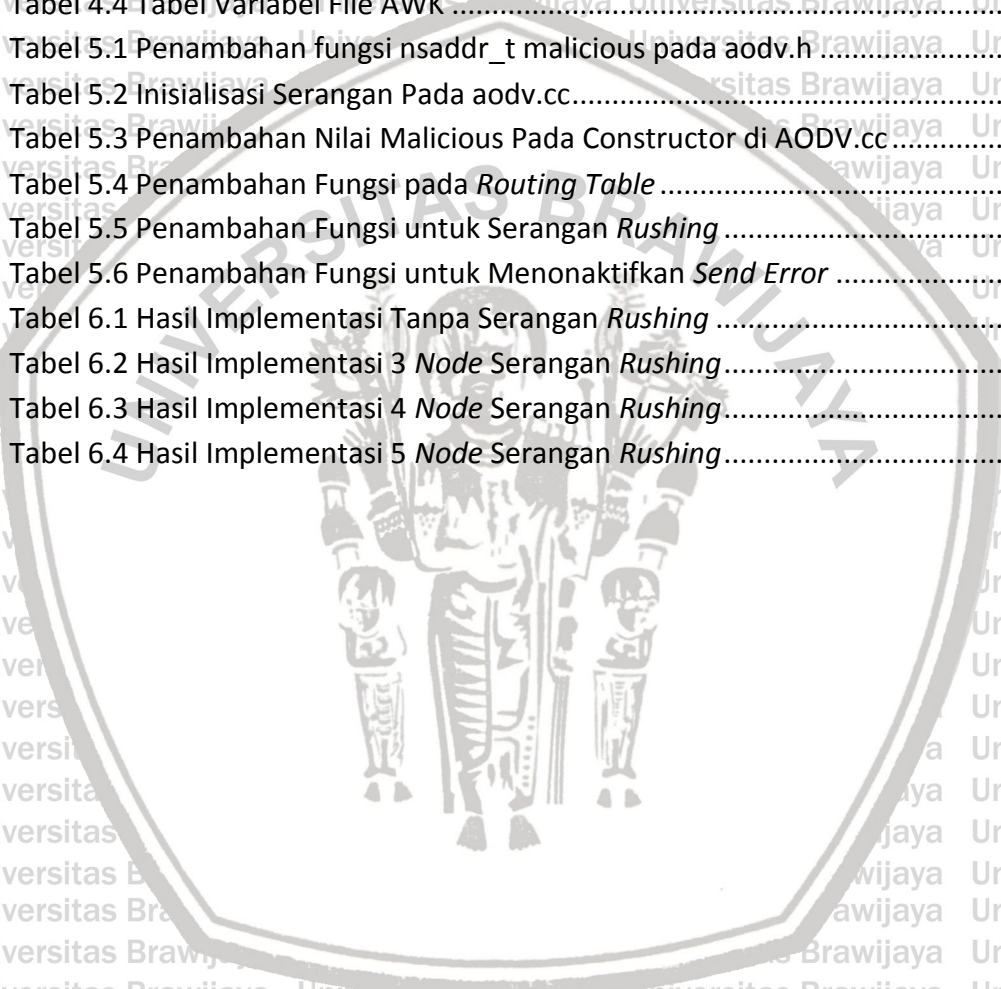 Tabel 4.4 Tabel Variabel File AWK
Tabel 5.1 Penambahan fungsi nsaddr_t malicious pada aodv.h
Tabel 5.2 Inisialisasi Serangan Pada aodv.cc
Tabel 5.3 Penambahan Nilai Malicious Pada Constructor di AODV.cc
Tabel 5.4 Penambahan Fungsi pada Routing Table
Tabel 5.5 Penambahan Fungsi untuk Serangan Rushing
Tabel 5.6 Penambahan Fungsi untuk Menonaktifkan Send Error
Tabel 6.1 Hasil Implementasi Tanpa Serangan Rushing
Tabel 6.2 Hasil Implementasi 3 Node Serangan Rushing
Tabel 6.3 Hasil Implementasi 4 Node Serangan Rushing
Tabel 6.4 Hasil Implementasi 5 Node Serangan Rushing
UNIVERSITAS BRAWIJAYA